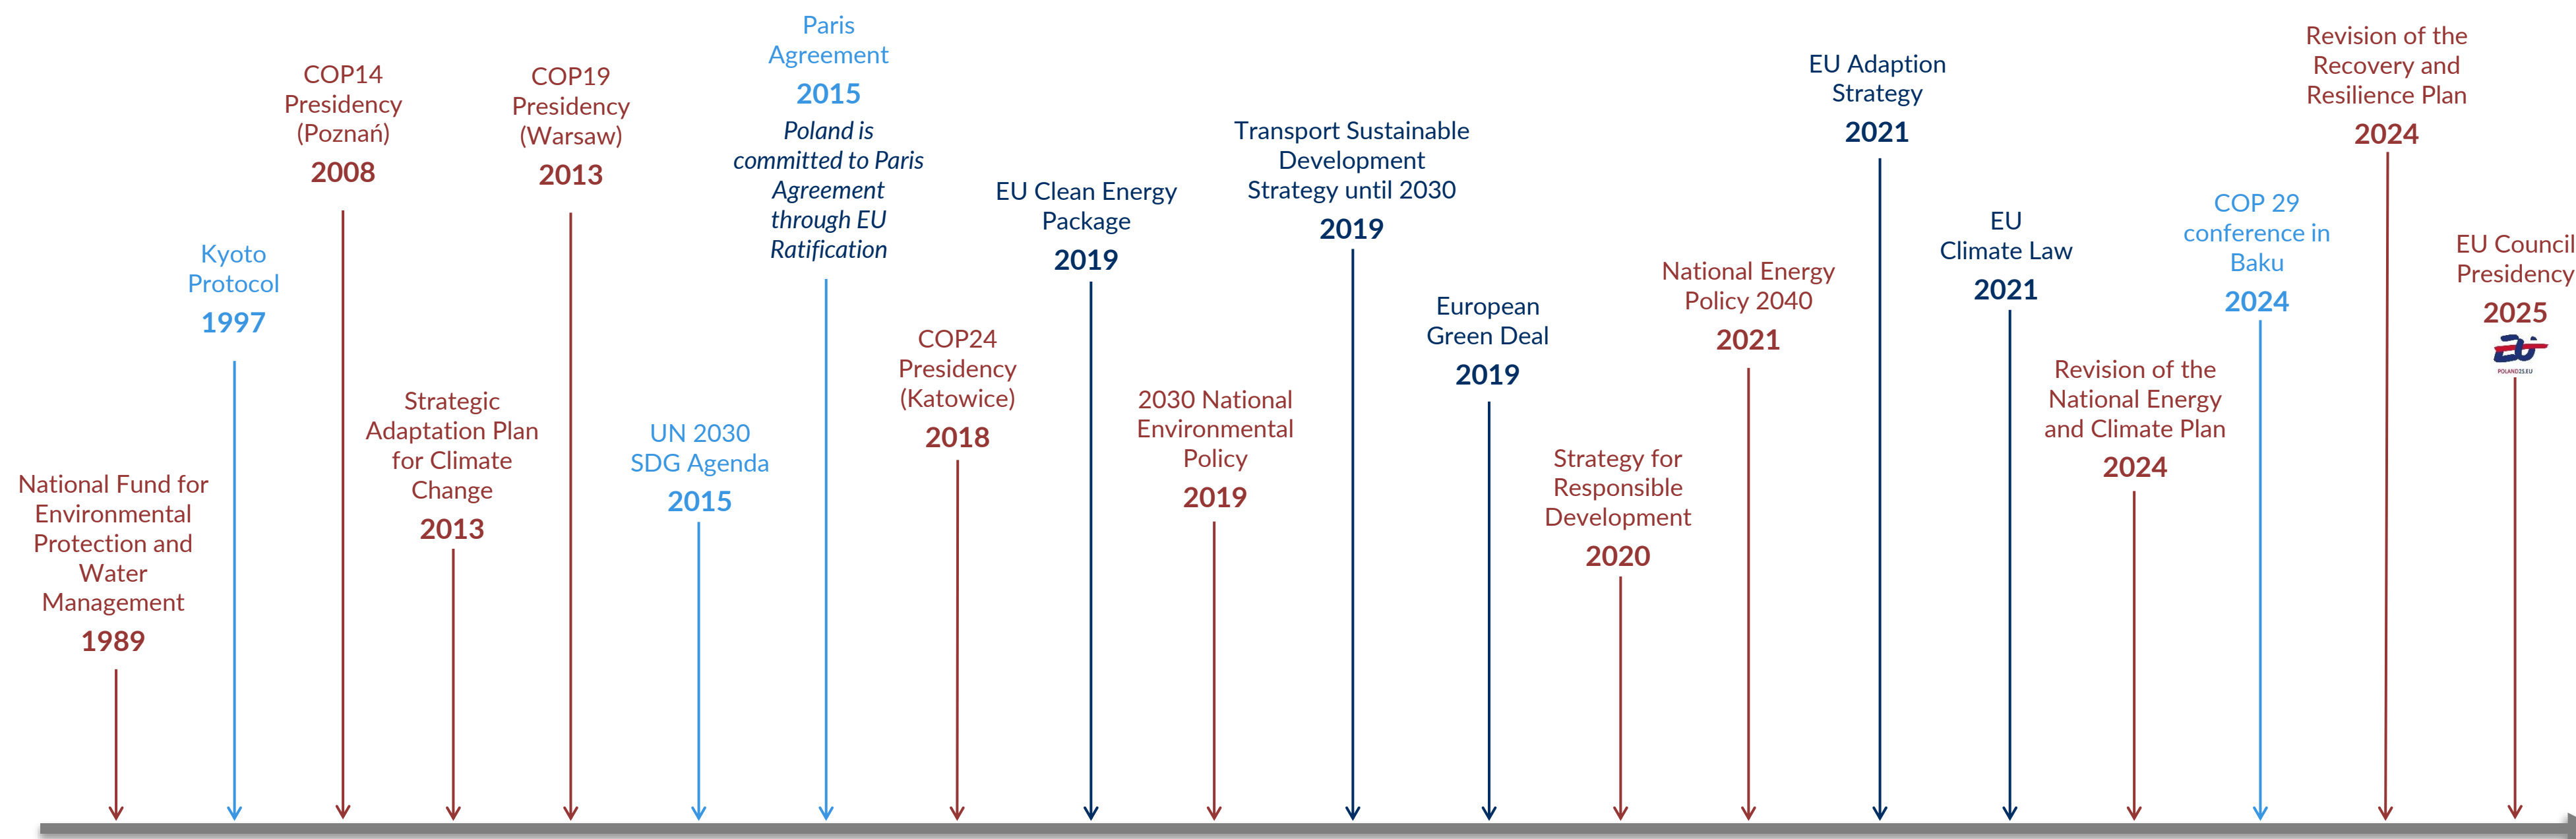 National Fund for
Environmental
Protection and
Water
Management
1989
Kyoto
Protocol
1997
COP14
Presidency
(Poznań)
2008
Strategic
Adaptation Plan
for Climate
Change
2013
COP19
Presidency
(Warsaw)
2013
UN 2030
SDG Agenda
2015
Paris
Agreement
2015
Poland is
committed to Paris
Agreement
through EU
Ratification
COP24
Presidency
(Katowice)
2018
EU Clean Energy
Package
2019
2030 National
Environmental
Policy
2019
Transport Sustainable
Development
Strategy until 2030
2019
European
Green Deal
2019
Strategy for
Responsible
Development
2020
National Energy
Policy 2040
2021
EU Adaption
Strategy
2021
EU
Climate Law
2021
Revision of the
National Energy
and Climate Plan
2024
COP 29
conference in
Baku
2024
Revision of the
Recovery and
Resilience Plan
2024
EU Council
Presidency
2025
EU
POLAND25.EU